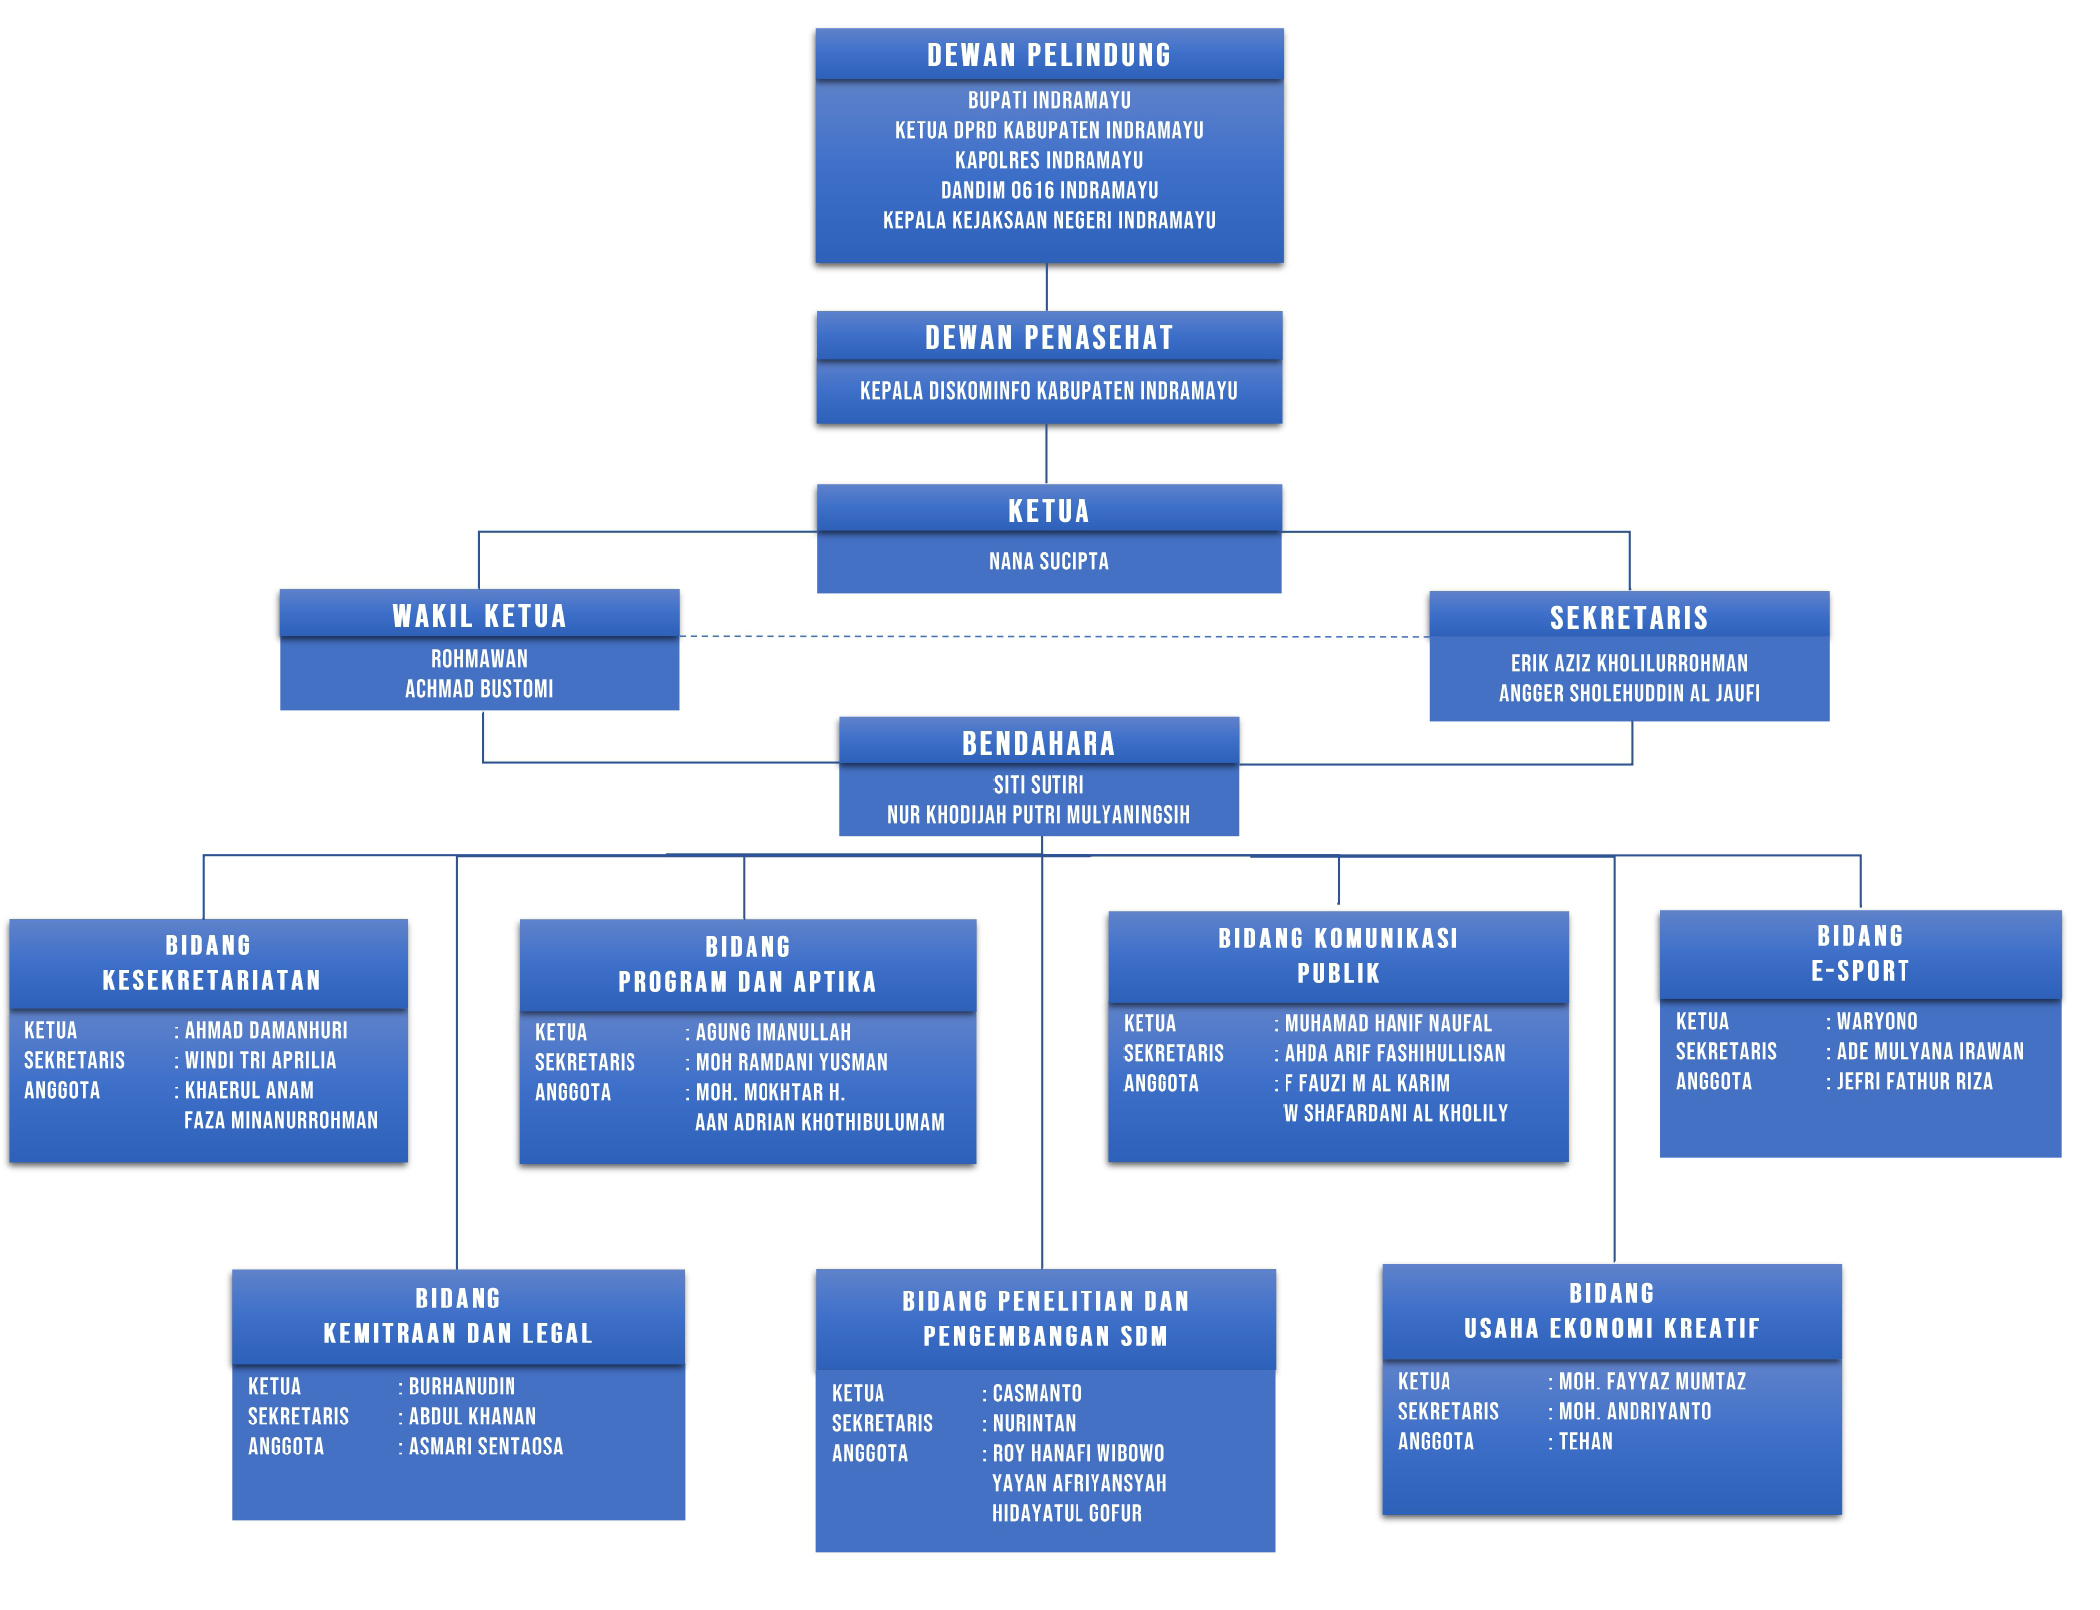 DEWAN PELINDUNG
BUPATI INDRAMAYU
KETUA DPRD KABUPATEN INDRAMAYU
KAPOLRES INDRAMAYU
DANDIM 0616 INDRAMAYU
KEPALA KEJAKSAAN NEGERI INDRAMAYU
DEWAN PENASEHAT
KEPALA DISKOMINFO KABUPATEN INDRAMAYU
KETUA
NANA SUCIPTA
WAKIL KETUA
ROHMAWAN
ACHMAD BUSTOMI
SEKRETARIS
ERIK AZIZ KHOLILURROHMAN
ANGGER SHOLEHUDDIN AL JAUFI
BENDAHARA
SITI SUTIRI
NUR KHODIJAH PUTRI MULYANINGSIH
BIDANG
KESEKRETARIATAN
KETUA : AHMAD DAMANHURI
SEKRETARIS : WINDI TRI APRILIA
ANGGOTA : KHAERUL ANAM
FAZA MINANURROHMAN
BIDANG
PROGRAM DAN APTIKA
KETUA : AGUNG IMANULLAH
SEKRETARIS : MOH RAMDANI YUSMAN
ANGGOTA : MOH. MOKHTAR H.
AAN ADRIAN KHOTHIBULUMAM
BIDANG KOMUNIKASI
PUBLIK
KETUA : MUHAMAD HANIF NAUFAL
SEKRETARIS : AHDA ARIF FASHIHULLISAN
ANGGOTA : F FAUZI M AL KARIM
W SHAFARDANI AL KHOLILY
BIDANG
E-SPORT
KETUA : WARYONO
SEKRETARIS : ADE MULYANA IRAWAN
ANGGOTA : JEFRI FATHUR RIZA
BIDANG
KEMITRAAN DAN LEGAL
KETUA : BURHANUDIN
SEKRETARIS : ABDUL KHANAN
ANGGOTA : ASMARI SENTAOSA
BIDANG PENELITIAN DAN
PENGEMBANGAN SDM
KETUA : CASMANTO
SEKRETARIS : NURINTAN
ANGGOTA : ROY HANAFI WIBOWO
YAYAN AFRIYANSYAH
HIDAYATUL GOFUR
BIDANG
USAHA EKONOMI KREATIF
KETUA : MOH. FAYYAZ MUMTAZ
SEKRETARIS : MOH. ANDRIYANTO
ANGGOTA : TEHAN